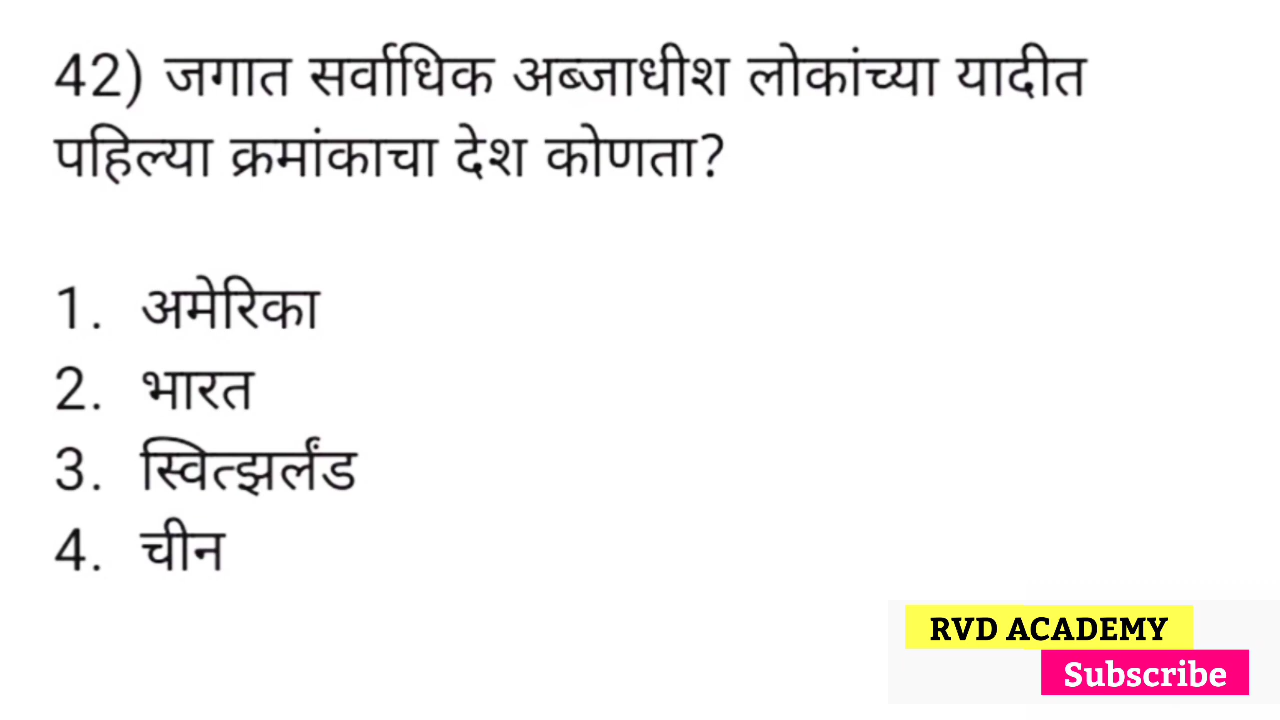 42) जगात सर्वाधिक अब्जाधीश लोकांच्या यादीत
पहिल्या क्रमांकाचा देश कोणता?
1. अमेरिका
2. भारत
3. स्वित्झर्लंड
4. चीन
RVD ACADEMY
Subscribe